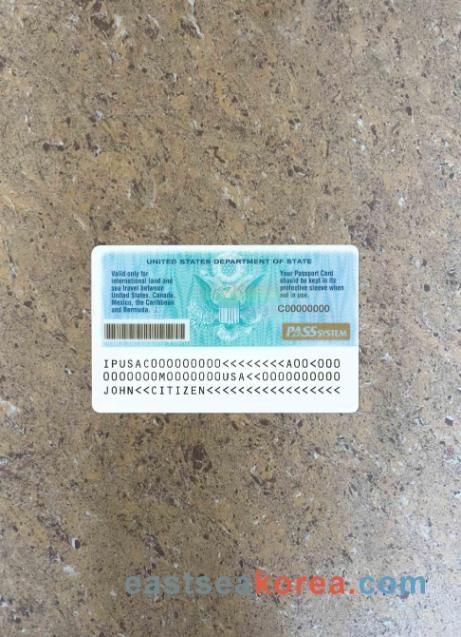 UNITED STATES DEPARTMENT OF STATE
Valid only for
international land and
sea travel between
United States, Canada,
Mexico, the Caribbean
and Bermuda.
Your Passport Card
should be kept in its
protective sleeve when
not in use.
C00000000
PASS SYSTEM
IPUSAC000000000<<<<<<<<A00<000
0000000M0000000USA<<0000000000
JOHN<<CITIZEN<<<<<<<<<<<<<<<<<
eastseakorea.com